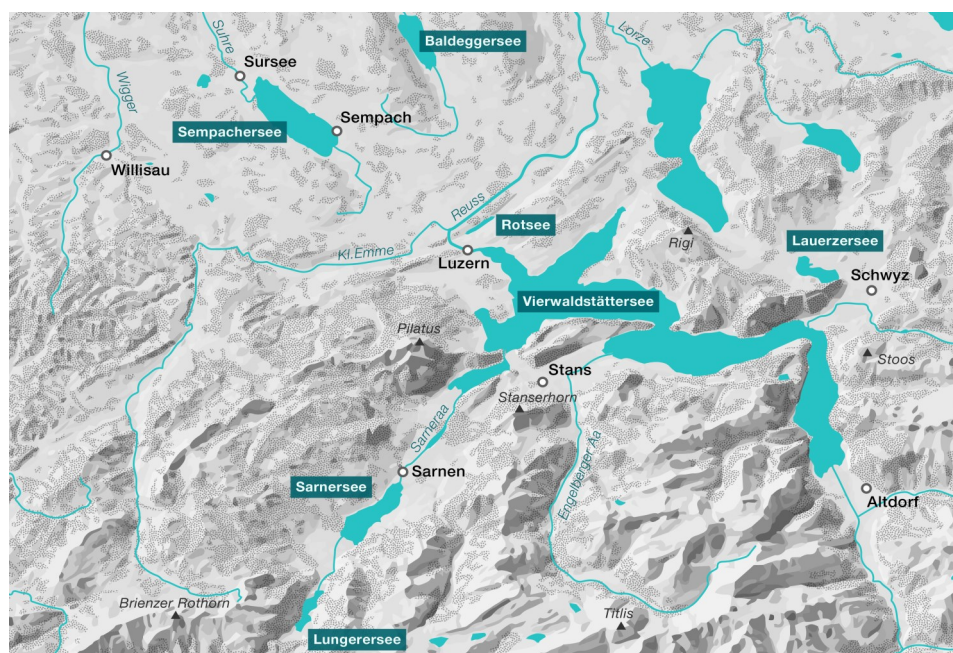 Suhre
Lorze
Baldeggersee
Sursee
Wigger
Sempach
Sempachersee
Willisau
Reuss
Rotsee
Rigi
Lauerzersee
Kl.Emme
Luzern
Schwyz
Vierwaldstättersee
Pilatus
Stoos
Stans
Stanserhorn
Sarneraa
Engelberger Aa
Sarnen
Sarnersee
Altdorf
Brienzer Rothorn
Titlis
Lungerersee